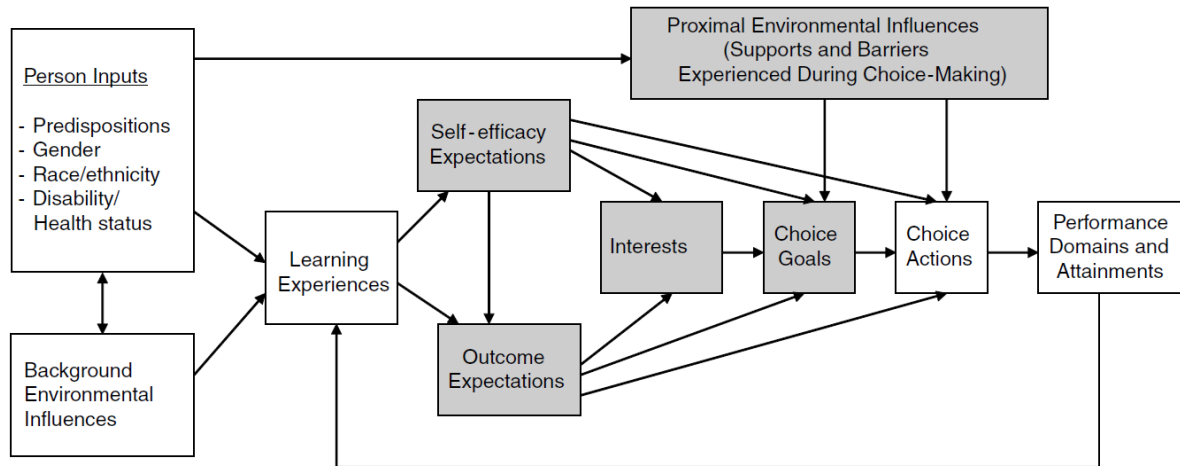 Person Inputs
- Predispositions
- Gender
- Race/ethnicity
- Disability/
Health status
Background
Environmental
Influences
Learning
Experiences
Self-efficacy
Expectations
Outcome
Expectations
Proximal Environmental Influences
(Supports and Barriers
Experienced During Choice-Making)
Interests
Choice
Goals
Choice
Actions
Performance
Domains and
Attainments